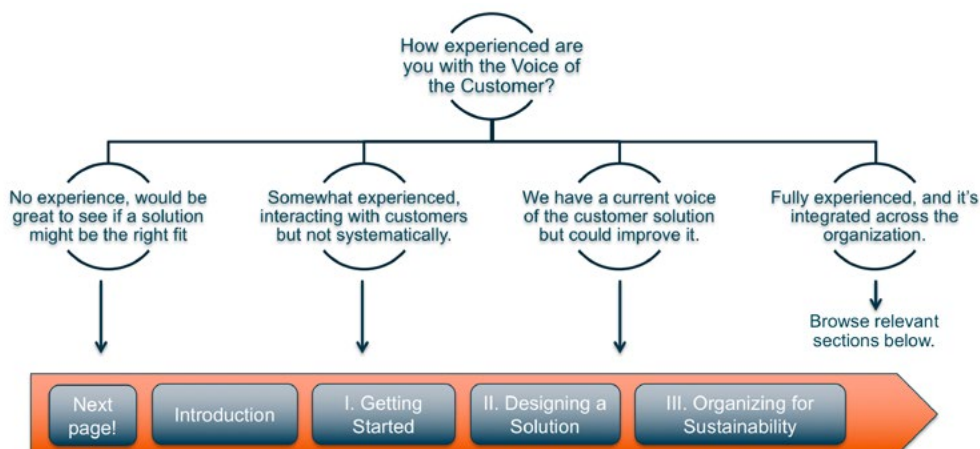 How experienced are
you with the Voice of
the Customer?
No experience, would be
great to see if a solution
might be the right fit
Somewhat experienced,
interacting with customers
but not systematically.
We have a current voice
of the customer solution
but could improve it.
Fully experienced, and it's
integrated across the
organization.
Browse relevant
sections below.
Next
page!
Introduction
I. Getting
Started
II. Designing a
Solution
III. Organizing for
Sustainability